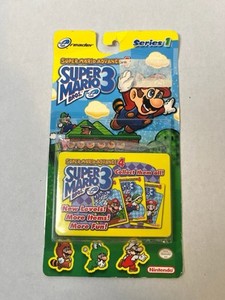 e reader
Series 1
SUPER MARIO ADVANCE
SUPER
MARIO
BROS. 3
SUPER MARIO ADVANCE 4
SUPER
MARIO
BROS. 3
Collect them all!
New Levels!
More Items!
More Fun!
Nintendo